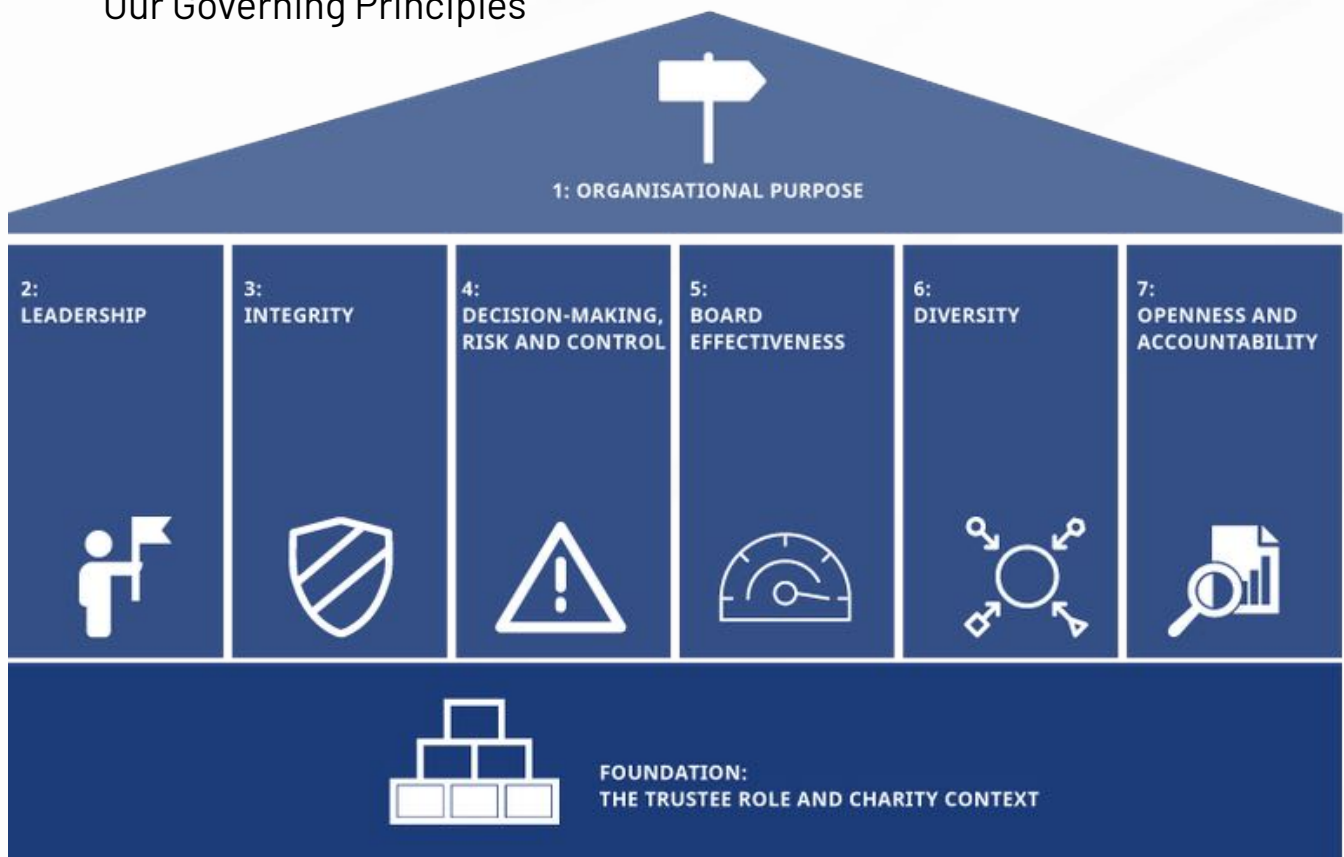 Our Governing Principles
1: ORGANISATIONAL PURPOSE
2:
LEADERSHIP
3:
INTEGRITY
4:
DECISION-MAKING,
RISK AND CONTROL
5:
BOARD
EFFECTIVENESS
6:
DIVERSITY
7:
OPENNESS AND
ACCOUNTABILITY
FOUNDATION:
THE TRUSTEE ROLE AND CHARITY CONTEXT